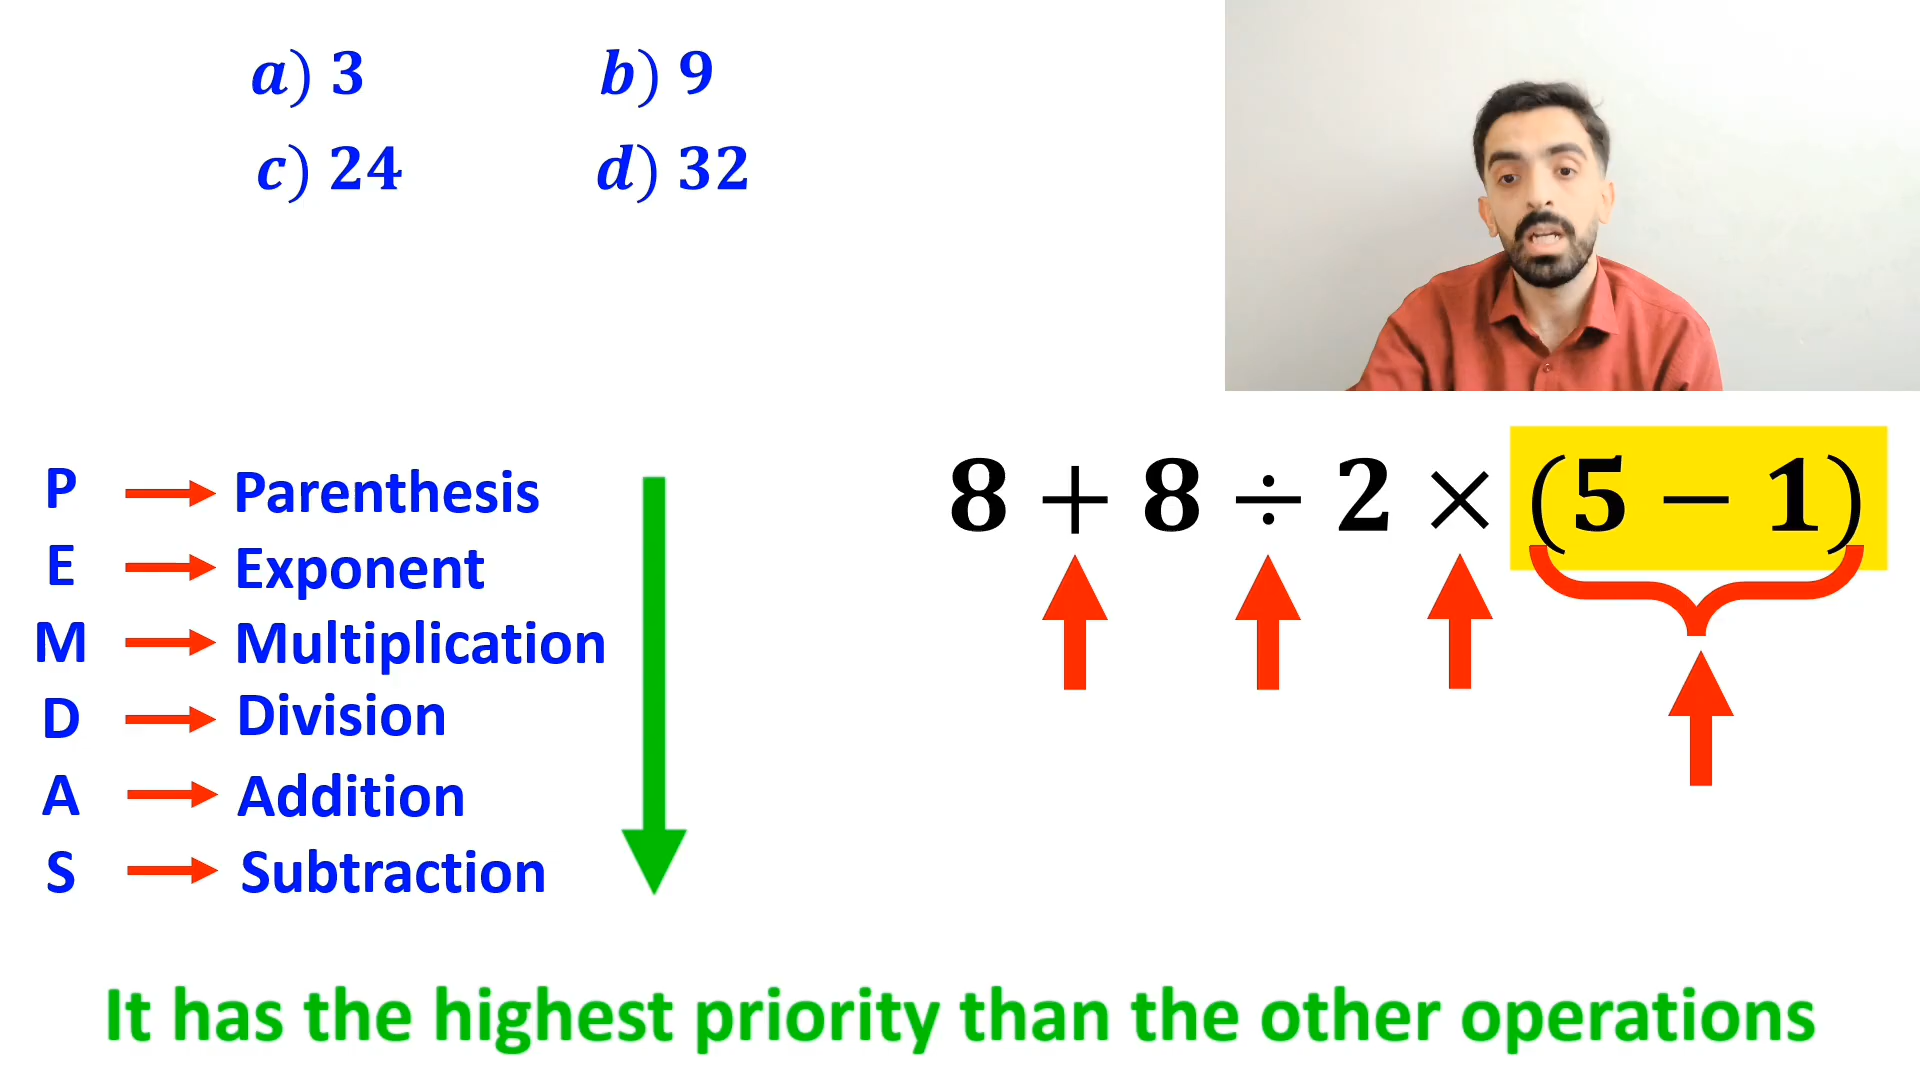 a) 3 b) 9
c) 24 d) 32
8 + 8 ÷ 2 × (5 − 1)
P → Parenthesis
E → Exponent
M → Multiplication
D → Division
A → Addition
S → Subtraction
It has the highest priority than the other operations